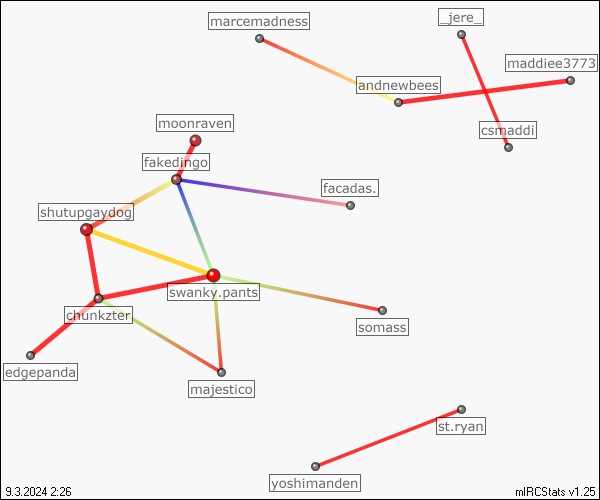 marcemadness
_jere_
maddiee3773
andnewbees
moonraven
csmaddi
fakedingo
facadas.
shutupgaydog
swanky.pants
chunkzter
somass
edgepanda
majestico
st.ryan
yoshimanden
9.3.2024 2:26
mIRCStats v1.25